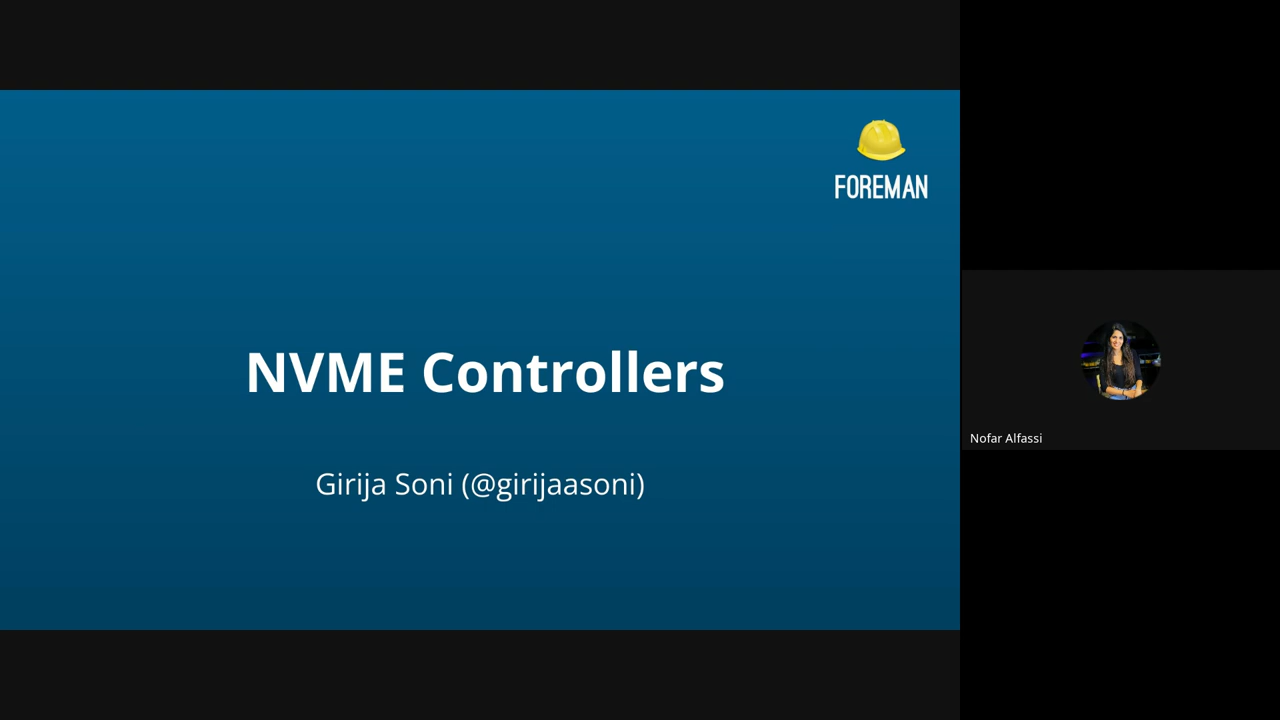 FOREMAN
NVME Controllers
Girija Soni (@girijaasoni)
Nofar Alfassi